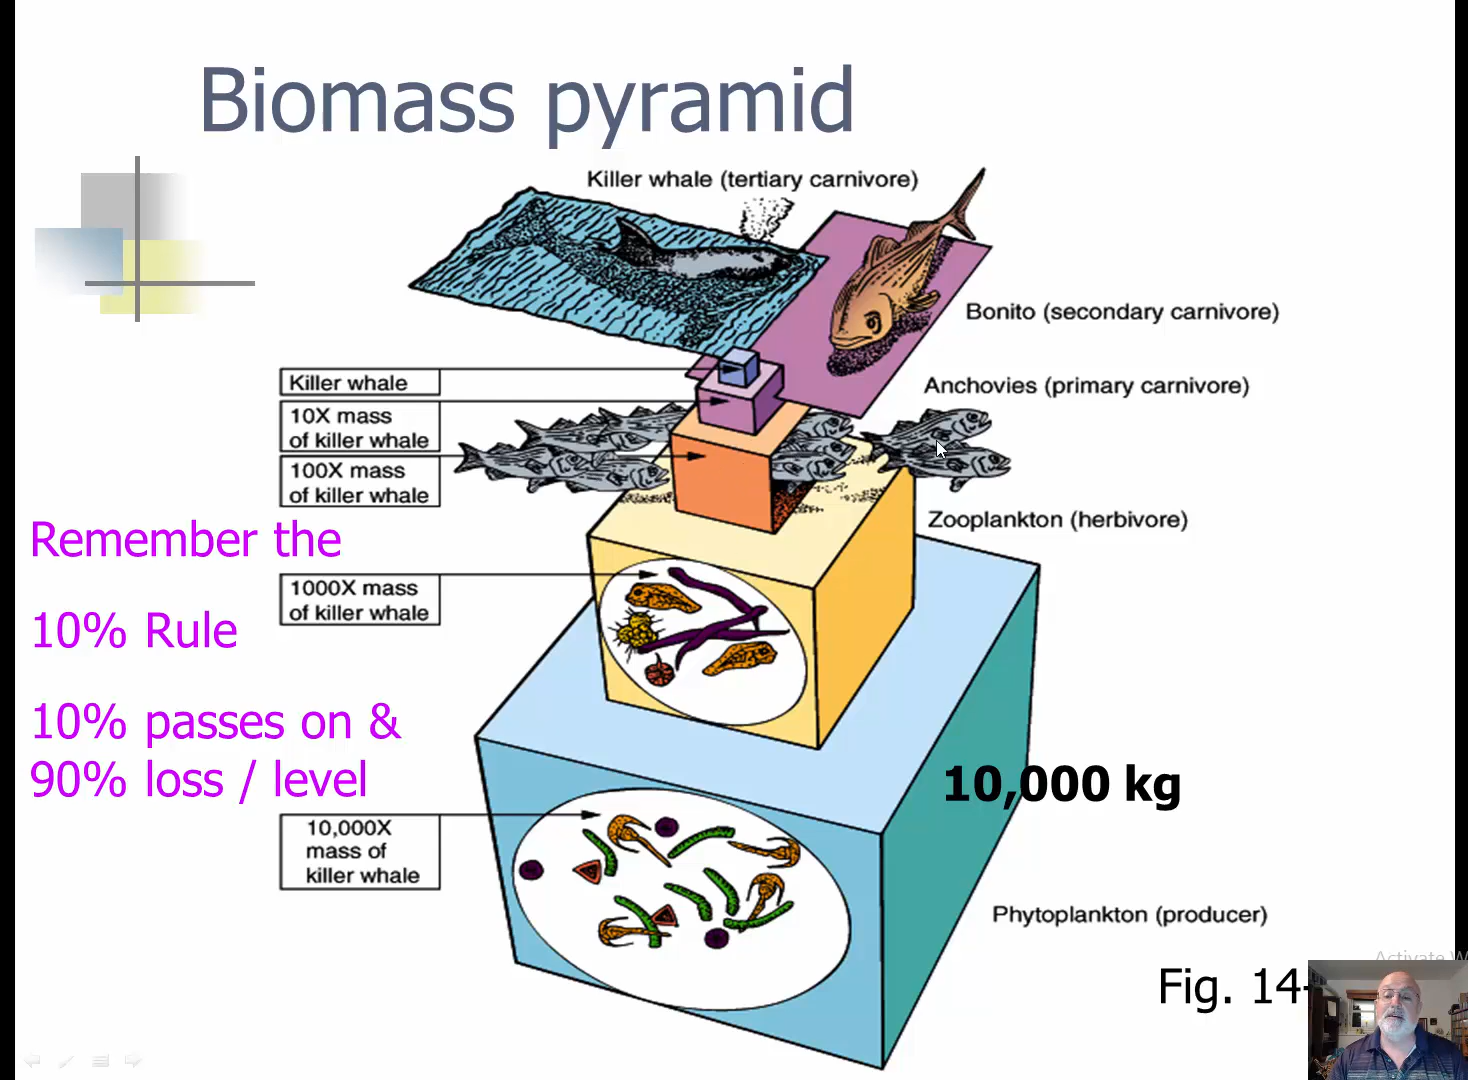 Biomass pyramid
Killer whale (tertiary carnivore)
Bonito (secondary carnivore)
Killer whale
Anchovies (primary carnivore)
10X mass
of killer whale
100X mass
of killer whale
Zooplankton (herbivore)
Remember the
10% Rule
10% passes on &
90% loss / level
1000X mass
of killer whale
10,000 kg
10,000X
mass of
killer whale
Phytoplankton (producer)
Activate W
Fig. 14-